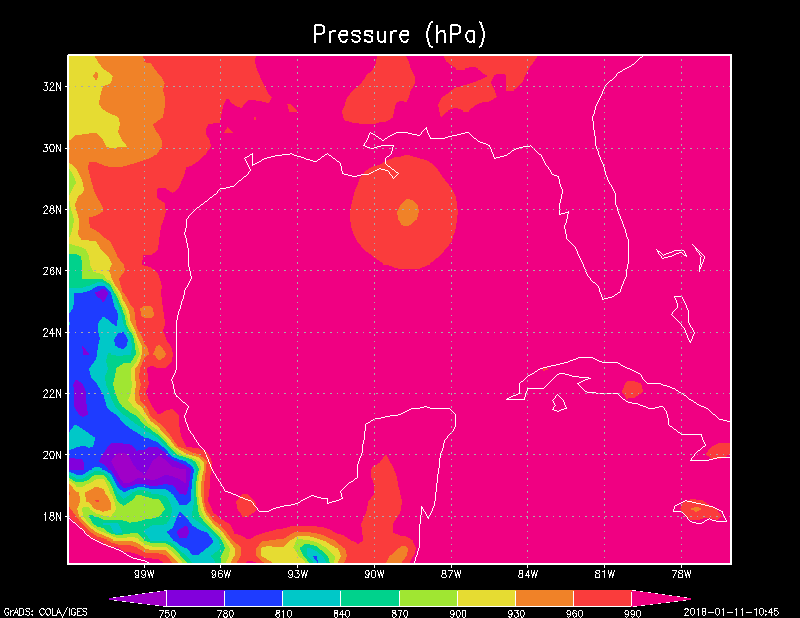 Pressure (hPa)
32N
30N
28N
26N
24N
22N
20N
18N
99W 96W 93W 90W 87W 84W 81W 78W
750 780 810 840 870 900 930 960 990
GrADS: COLA/IGES
2018-01-11-10:45